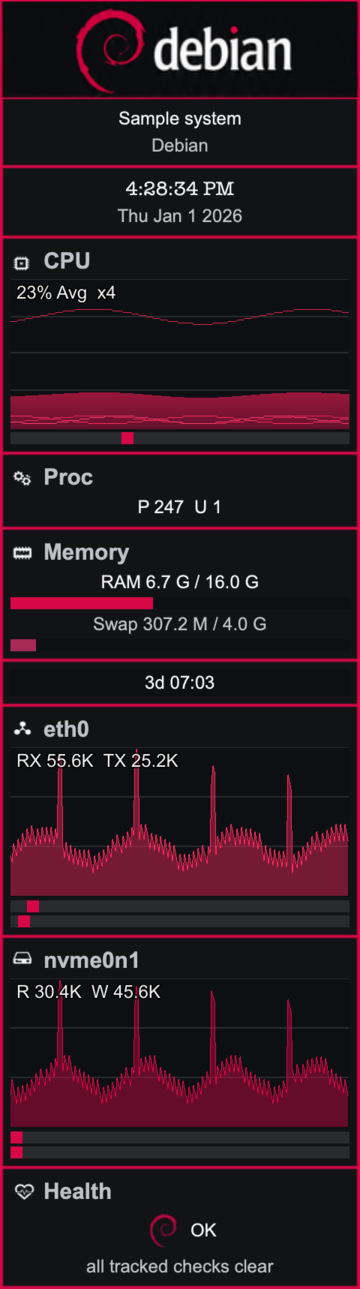 debian
Sample system
Debian
4:28:34 PM
Thu Jan 1 2026
CPU
23% Avg x4
Proc
P 247 U 1
Memory
RAM 6.7 G / 16.0 G
Swap 307.2 M / 4.0 G
3d 07:03
eth0
RX 55.6K TX 25.2K
nvme0n1
R 30.4K W 45.6K
Health
OK
all tracked checks clear